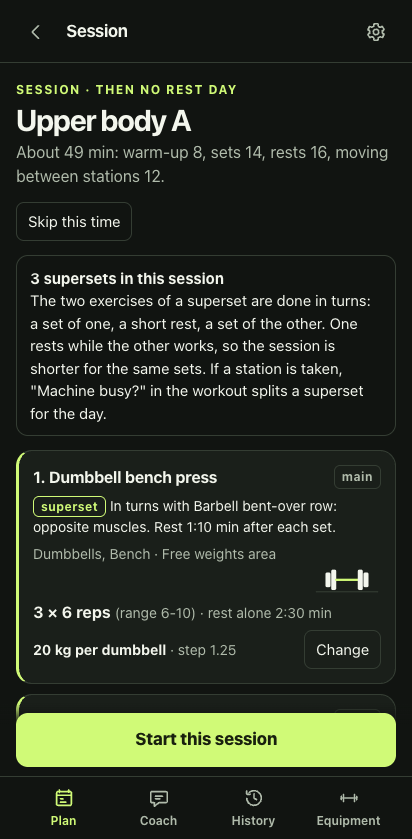 Session
SESSION · THEN NO REST DAY
Upper body A
About 49 min: warm-up 8, sets 14, rests 16, moving
between stations 12.
Skip this time
3 supersets in this session
The two exercises of a superset are done in turns:
a set of one, a short rest, a set of the other. One
rests while the other works, so the session is
shorter for the same sets. If a station is taken,
"Machine busy?" in the workout splits a superset
for the day.
1. Dumbbell bench press main
superset In turns with Barbell bent-over row:
opposite muscles. Rest 1:10 min after each set.
Dumbbells, Bench · Free weights area
3 × 6 reps (range 6-10) · rest alone 2:30 min
20 kg per dumbbell · step 1.25 Change
Start this session
Plan Coach History Equipment